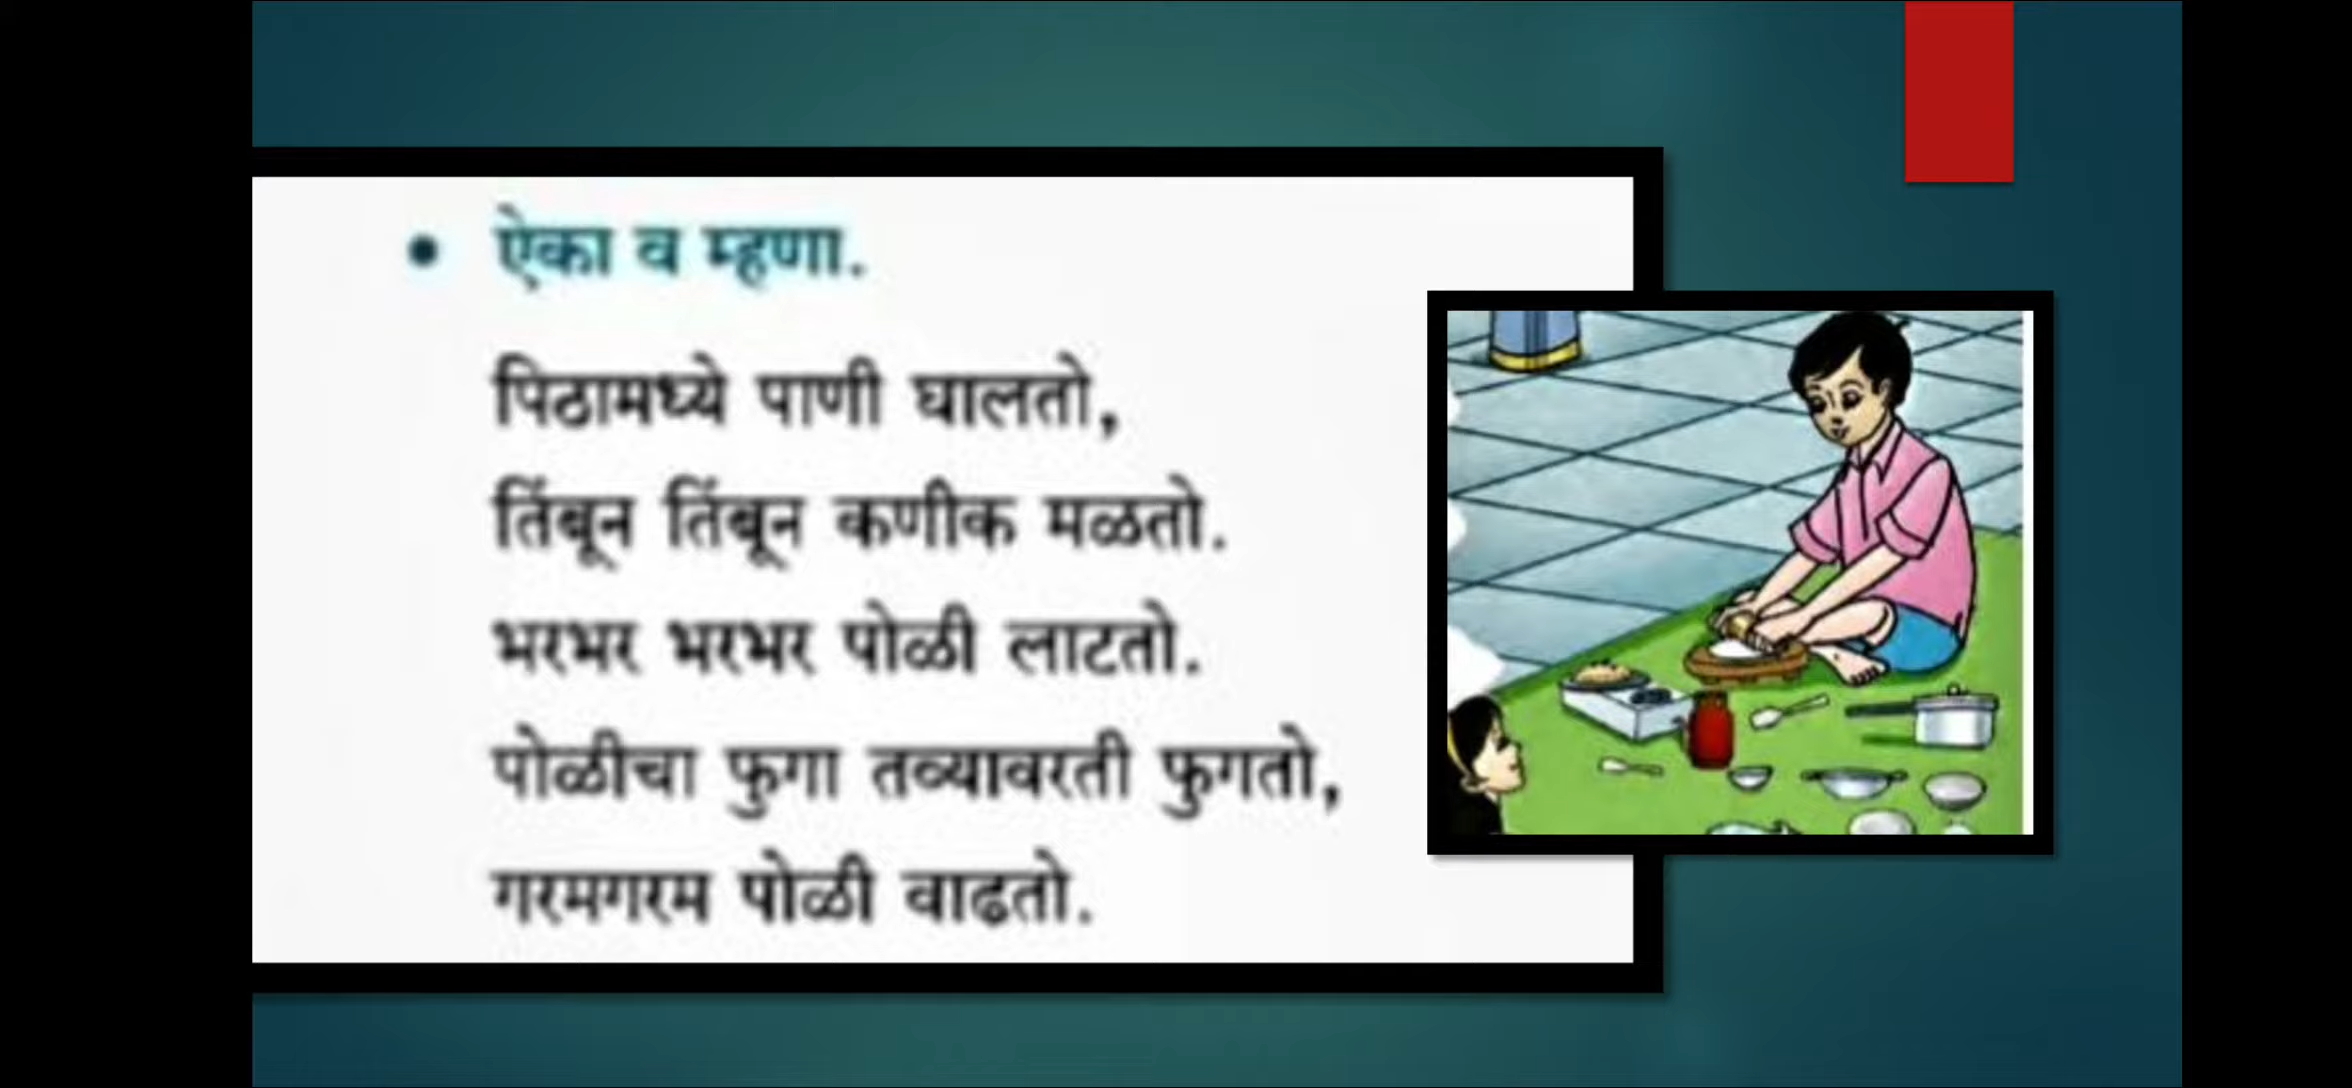 • ऐका व म्हणा.
पिठामध्ये पाणी घालतो,
तिंबून तिंबून कणीक मळतो.
भरभर भरभर पोळी लाटतो.
पोळीचा फुगा तव्यावरती फुगतो,
गरमगरम पोळी वाढतो.